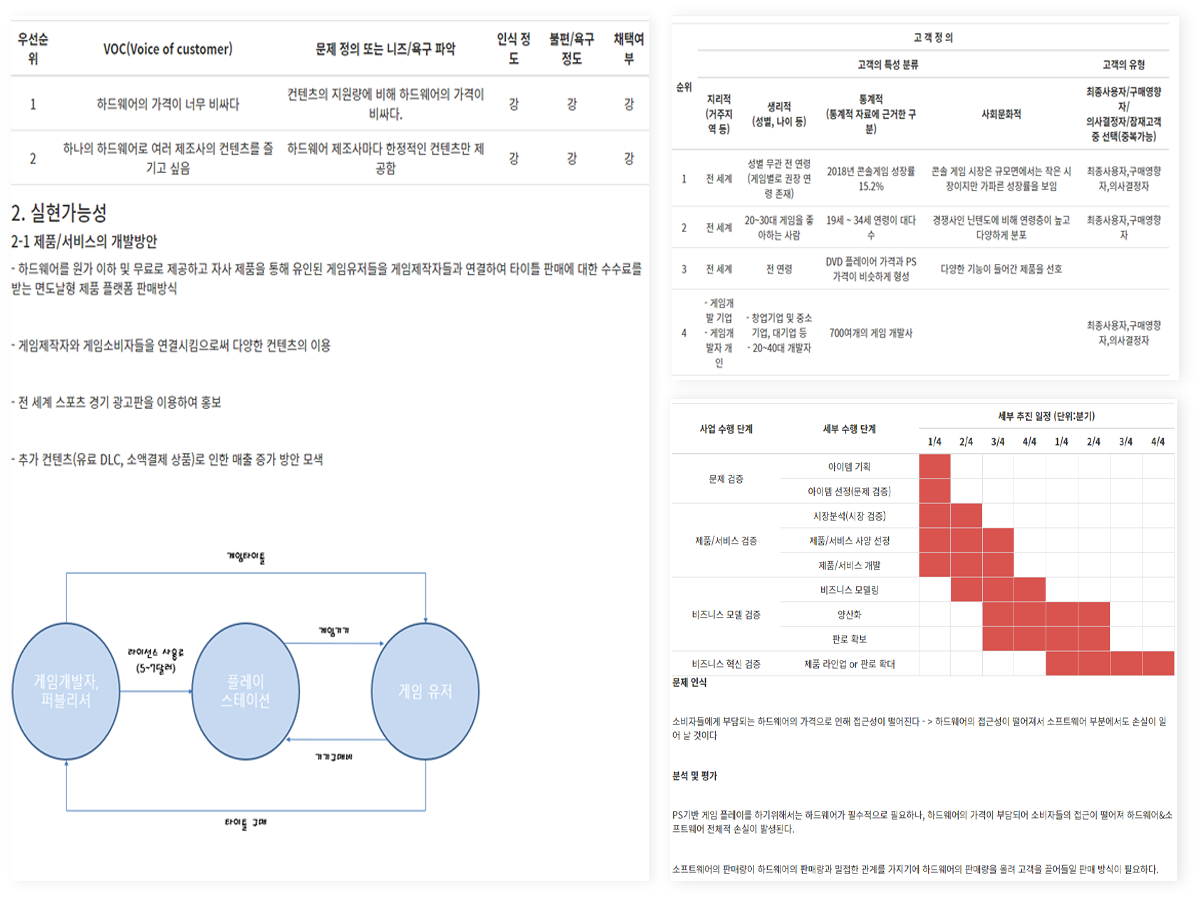 우선순
위
VOC(Voice of customer)
문제 정의 또는 니즈/욕구 파악
인식 정
도
불편/욕구
정도
채택여
부
1
하드웨어의 가격이 너무 비싸다
컨텐츠의 지원량에 비해 하드웨어의 가격이
비싸다.
강
강
강
2
하나의 하드웨어로 여러 제조사의 컨텐츠를 즐
기고 싶음
하드웨어 제조사마다 한정적인 컨텐츠만 제
공함
강
강
강
2. 실현가능성
2-1 제품/서비스의 개발방안
- 하드웨어를 원가 이하 및 무료로 제공하고 자사 제품을 통해 유인된 게임유저들을 게임제작자들과 연결하여 타이틀 판매에 대한 수수료를
받는 면도날형 제품 플랫폼 판매방식
- 게임제작자와 게임소비자들을 연결시킴으로써 다양한 컨텐츠의 이용
- 전 세계 스포츠 경기 광고판을 이용하여 홍보
- 추가 컨텐츠(유료 DLC, 소액결제 상품)로 인한 매출 증가 방안 모색
게임타이틀
게임개발자,
퍼블리셔
라이선스 사용료
(5~7달러)
플레이
스테이션
게임기기
게임 유저
기기구매비
타이틀 구매
고 객 정 의
순위
고객의 특성 분류
고객의 유형
지리적
(거주지
역 등)
생리적
(성별, 나이 등)
통계적
(통계적 자료에 근거한 구
분)
사회문화적
최종사용자/구매영향
자/
의사결정자/잠재고객
중 선택(중복가능)
1
전 세계
성별 무관 전 연령
(게임별로 권장 연
령 존재)
2018년 콘솔게임 성장률
15.2%
콘솔 게임 시장은 규모면에서는 작은 시
장이지만 가파른 성장률을 보임
최종사용자,구매영향
자,의사결정자
2
전 세계
20~30대 게임을 좋
아하는 사람
19세 ~ 34세 연령이 대다
수
경쟁사인 닌텐도에 비해 연령층이 높고
다양하게 분포
최종사용자,구매영향
자
3
전 세계
전 연령
DVD 플레이어 가격과 PS
가격이 비슷하게 형성
다양한 기능이 들어간 제품을 선호
4
- 게임개
발 기업
- 게임개
발자 개
인
- 창업기업 및 중소
기업, 대기업 등
- 20~40대 개발자
700여개의 게임 개발사
최종사용자,구매영향
자,의사결정자
사업 수행 단계
세부 수행 단계
세부 추진 일정 (단위:분기)
1/4 2/4 3/4 4/4 1/4 2/4 3/4 4/4
문제 검증
아이템 기획
아이템 선정(문제 검증)
제품/서비스 검증
시장분석(시장 검증)
제품/서비스 사양 선정
제품/서비스 개발
비즈니스 모델 검증
비즈니스 모델링
양산화
판로 확보
비즈니스 혁신 검증
제품 라인업 or 판로 확대
문제 인식
소비자들에게 부담되는 하드웨어의 가격으로 인해 접근성이 떨어진다 - > 하드웨어의 접근성이 떨어져서 소프트웨어 부분에서도 손실이 일
어 날 것이다
분석 및 평가
PS기반 게임 플레이를 하기위해서는 하드웨어가 필수적으로 필요하나, 하드웨어의 가격이 부담되어 소비자들의 접근이 떨어져 하드웨어&소
프트웨어 전체적 손실이 발생된다.
소프트웨어의 판매량이 하드웨어의 판매량과 밀접한 관계를 가지기에 하드웨어의 판매량을 올려 고객을 끌어들일 판매 방식이 필요하다.